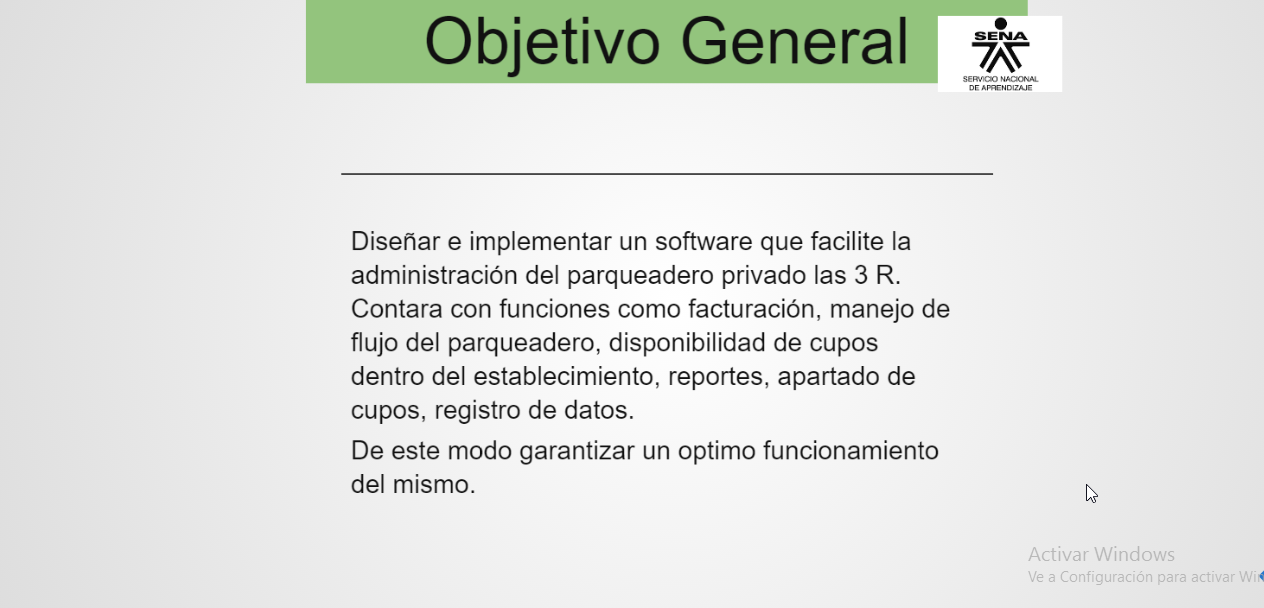 Objetivo General
SENA
SERVICIO NACIONAL
DE APRENDIZAJE
Diseñar e implementar un software que facilite la
administración del parqueadero privado las 3 R.
Contara con funciones como facturación, manejo de
flujo del parqueadero, disponibilidad de cupos
dentro del establecimiento, reportes, apartado de
cupos, registro de datos.
De este modo garantizar un optimo funcionamiento
del mismo.
Activar Windows
Ve a Configuración para activar